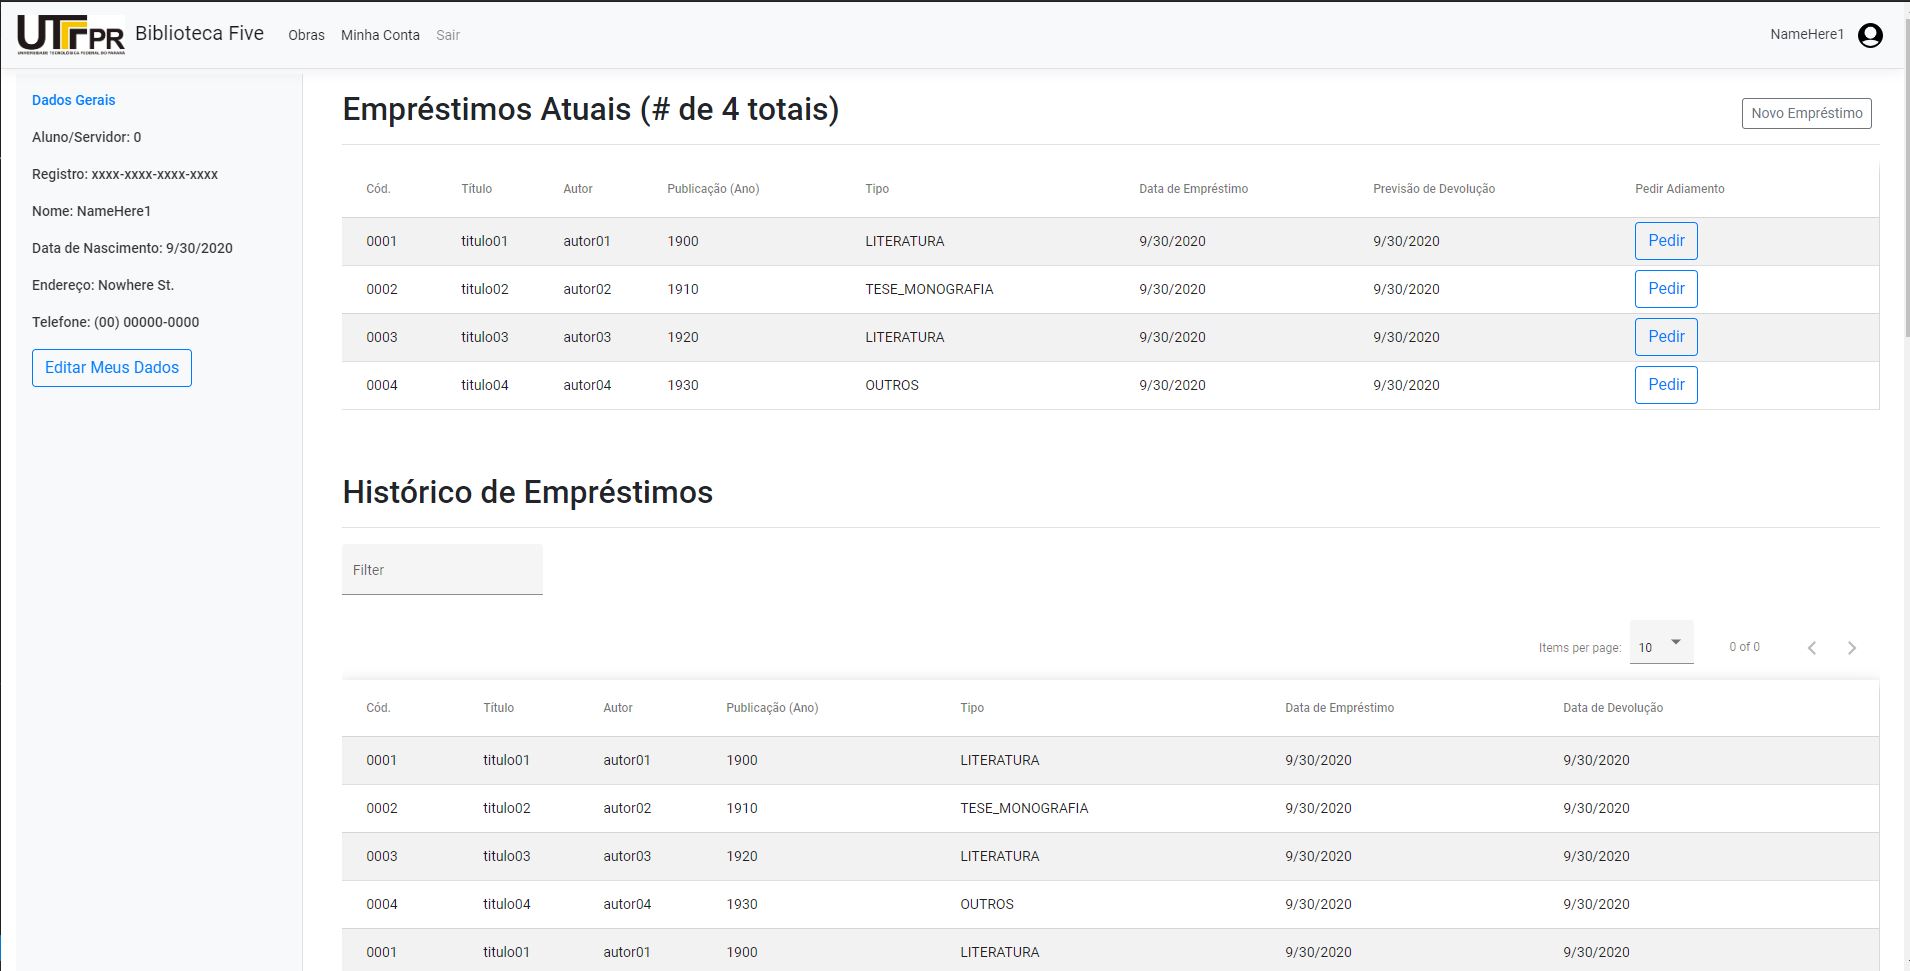 UTFPR Biblioteca Five Obras Minha Conta Sair NameHere1
UNIVERSIDADE TECNOLÓGICA FEDERAL DO PARANÁ
Dados Gerais
Aluno/Servidor: 0
Registro: xxxx-xxxx-xxxx-xxxx
Nome: NameHere1
Data de Nascimento: 9/30/2020
Endereço: Nowhere St.
Telefone: (00) 00000-0000
Editar Meus Dados
Empréstimos Atuais (# de 4 totais)
Novo Empréstimo
Cód. Título Autor Publicação (Ano) Tipo Data de Empréstimo Previsão de Devolução Pedir Adiamento
0001 titulo01 autor01 1900 LITERATURA 9/30/2020 9/30/2020 Pedir
0002 titulo02 autor02 1910 TESE_MONOGRAFIA 9/30/2020 9/30/2020 Pedir
0003 titulo03 autor03 1920 LITERATURA 9/30/2020 9/30/2020 Pedir
0004 titulo04 autor04 1930 OUTROS 9/30/2020 9/30/2020 Pedir
Histórico de Empréstimos
Filter
Items per page: 10 0 of 0
Cód. Título Autor Publicação (Ano) Tipo Data de Empréstimo Data de Devolução
0001 titulo01 autor01 1900 LITERATURA 9/30/2020 9/30/2020
0002 titulo02 autor02 1910 TESE_MONOGRAFIA 9/30/2020 9/30/2020
0003 titulo03 autor03 1920 LITERATURA 9/30/2020 9/30/2020
0004 titulo04 autor04 1930 OUTROS 9/30/2020 9/30/2020
0001 titulo01 autor01 1900 LITERATURA 9/30/2020 9/30/2020